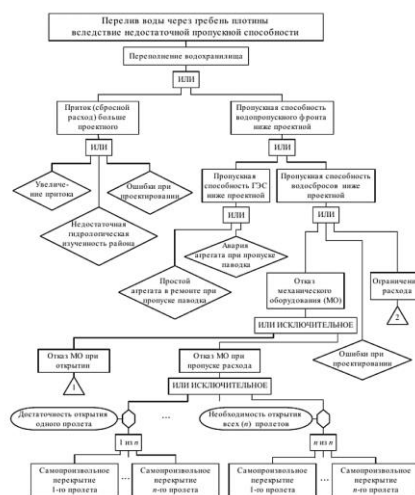 Перелив воды через гребень плотины
вследствие недостаточной пропускной способности
Переполнение водохранилища
ИЛИ
Приток (сбросной
расход) больше
проектного
Пропускная способность
водопропускного фронта
ниже проектной
ИЛИ
ИЛИ
Увеличе-
ние притока
Ошибки при
проектировании
Недостаточная
гидрологическая
изученность района
Пропускная
способность ГЭС
ниже проектной
Пропускная способность
водосбросов ниже
проектной
ИЛИ
ИЛИ
Авария
агрегата при пропуске
паводка
Простой
агрегата в ремонте при
пропуске паводка
Отказ
механического
оборудования (МО)
Ограничени
расхода
2
ИЛИ ИСКЛЮЧИТЕЛЬНОЕ
Ошибки при
проектировании
Отказ МО при
открытии
1
Отказ МО при
пропуске расхода
ИЛИ ИСКЛЮЧИТЕЛЬНОЕ
Достаточность открытия
одного пролета
...
Необходимость открытия
всех (n) пролетов
1 из n
n из n
Самопроизвольное
перекрытие
1-го пролета
...
Самопроизвольное
перекрытие
n-го пролета
Самопроизвольное
перекрытие
1-го пролета
...
Самопроизвольное
перекрытие
n-го пролета